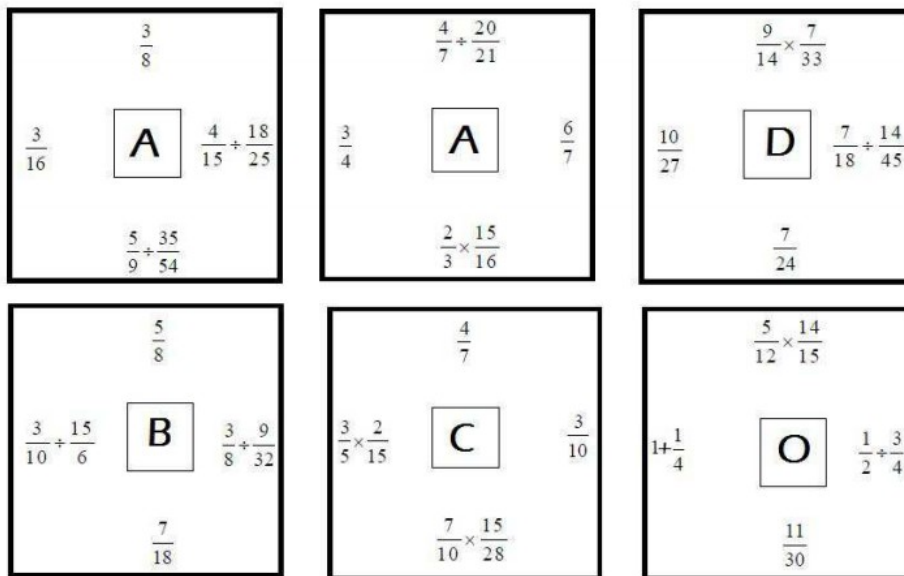 3/8
3/16 A 4/15 ÷ 18/25
5/9 ÷ 35/54
4/7 ÷ 20/21
3/4 A 6/7
2/3 × 15/16
9/14 × 7/33
10/27 D 7/18 ÷ 14/45
7/24
5/8
3/10 ÷ 15/6 B 3/8 ÷ 9/32
7/18
4/7
3/5 × 2/15 C 3/10
7/10 × 15/28
5/12 × 14/15
1+1/4 O 1/2 ÷ 3/4
11/30